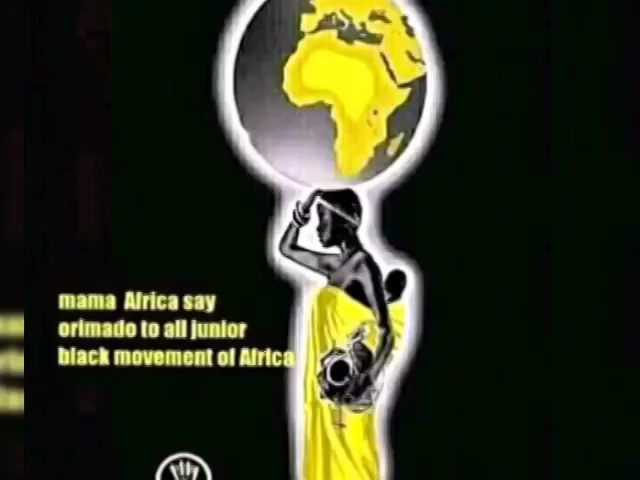 mama Africa say
orimado to all junior
black movement of Africa